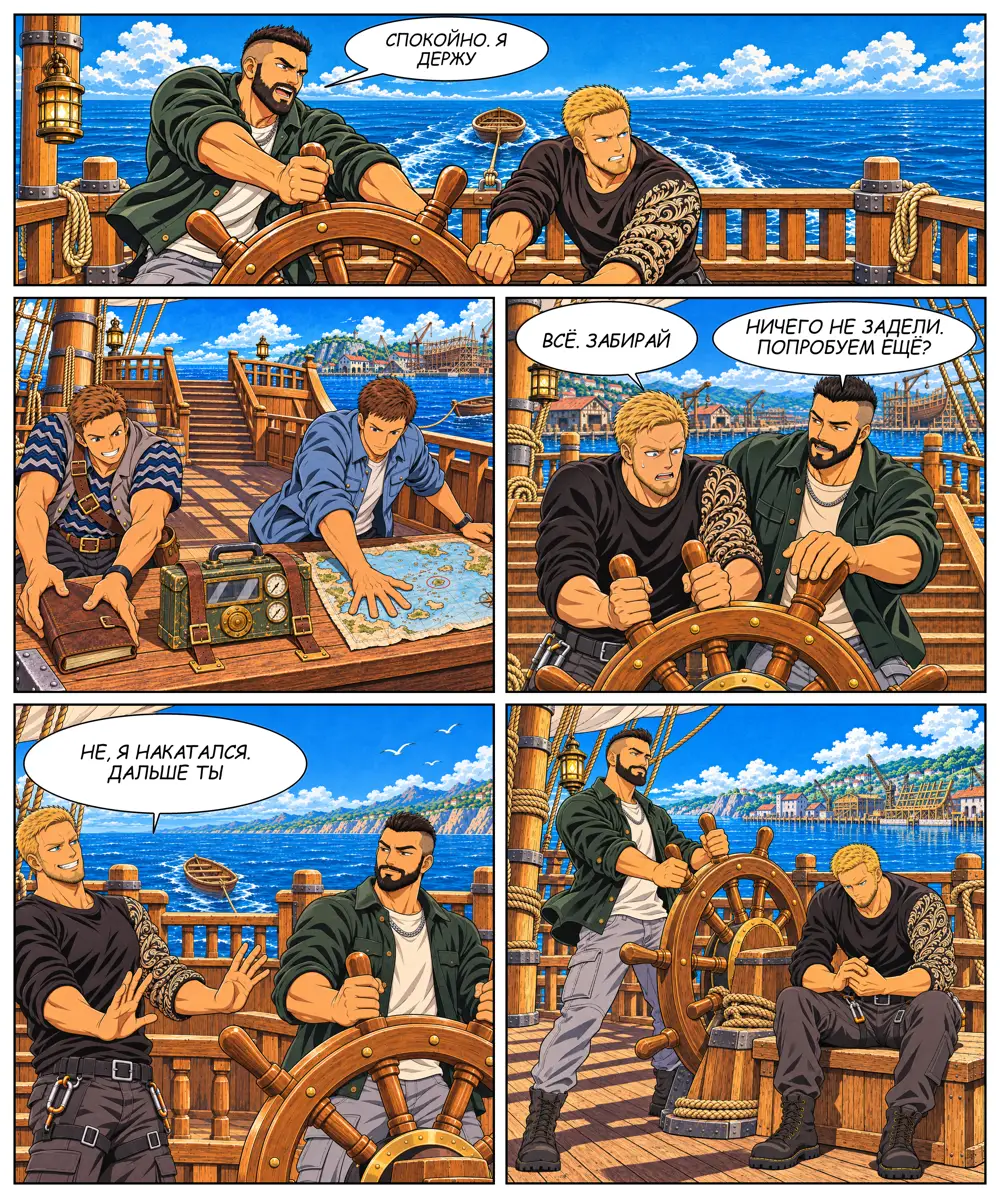 СПОКОЙНО. Я
ДЕРЖУ
ВСЁ. ЗАБИРАЙ
НИЧЕГО НЕ ЗАДЕЛИ.
ПОПРОБУЕМ ЕЩЁ?
НЕ, Я НАКАТАЛСЯ.
ДАЛЬШЕ ТЫ